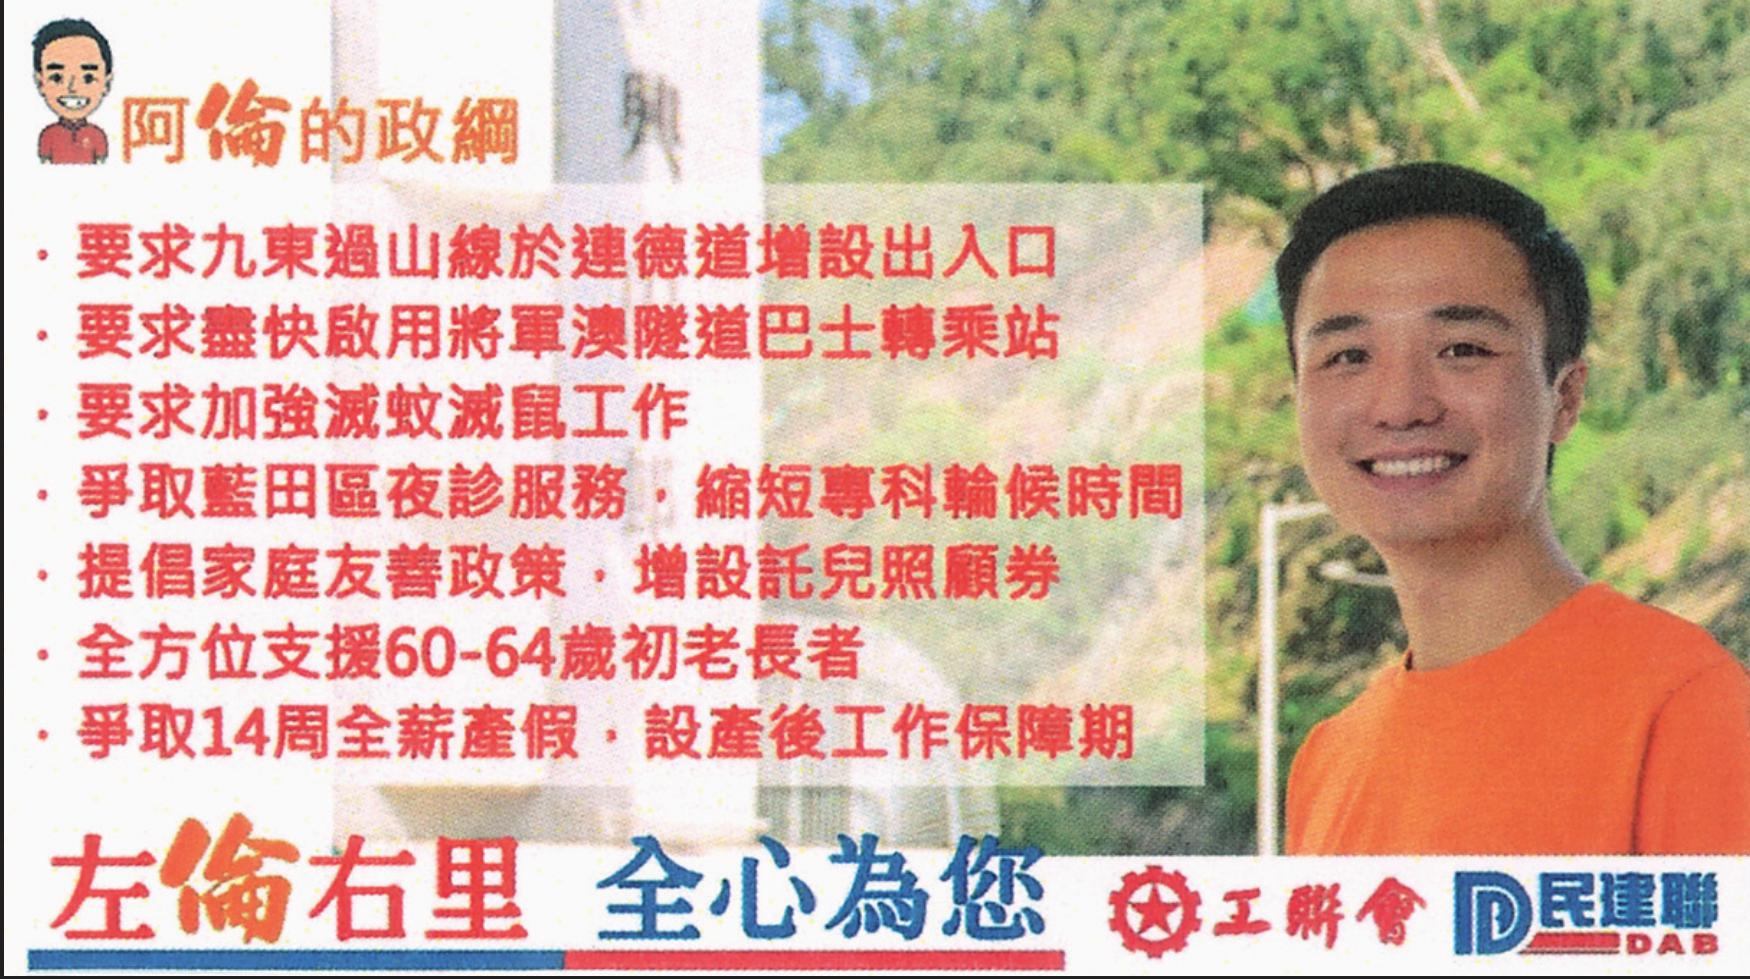 阿倫的政綱
興
· 要求九東過山線於連德道增設出入口
· 要求盡快啟用將軍澳隧道巴士轉乘站
· 要求加強滅蚊滅鼠工作
· 爭取藍田區夜診服務，縮短專科輪候時間
· 提倡家庭友善政策，增設託兒照顧券
· 全方位支援60-64歲初老長者
· 爭取14周全薪產假，設產後工作保障期
左倫右里 全心為您
工聯會
民建聯
DAB